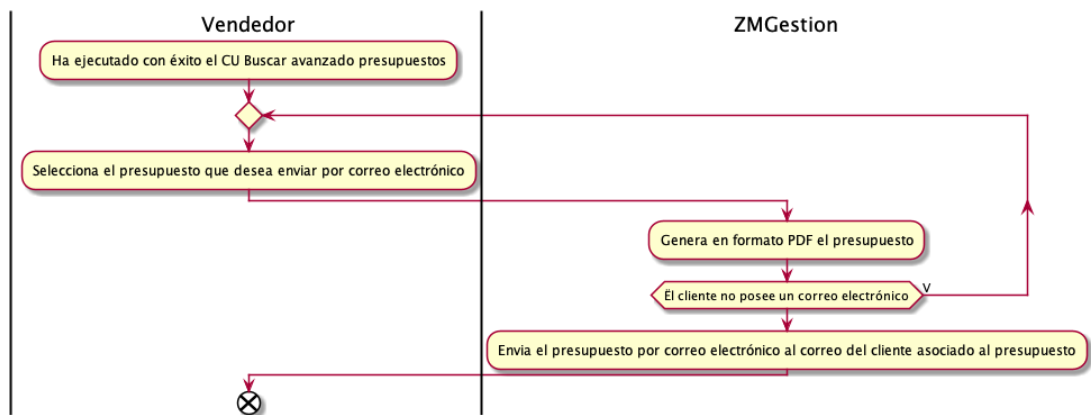 Vendedor
ZMGestion
Ha ejecutado con éxito el CU Buscar avanzado presupuestos
Selecciona el presupuesto que desea enviar por correo electrónico
Genera en formato PDF el presupuesto
El cliente no posee un correo electrónico
V
Envia el presupuesto por correo electrónico al correo del cliente asociado al presupuesto